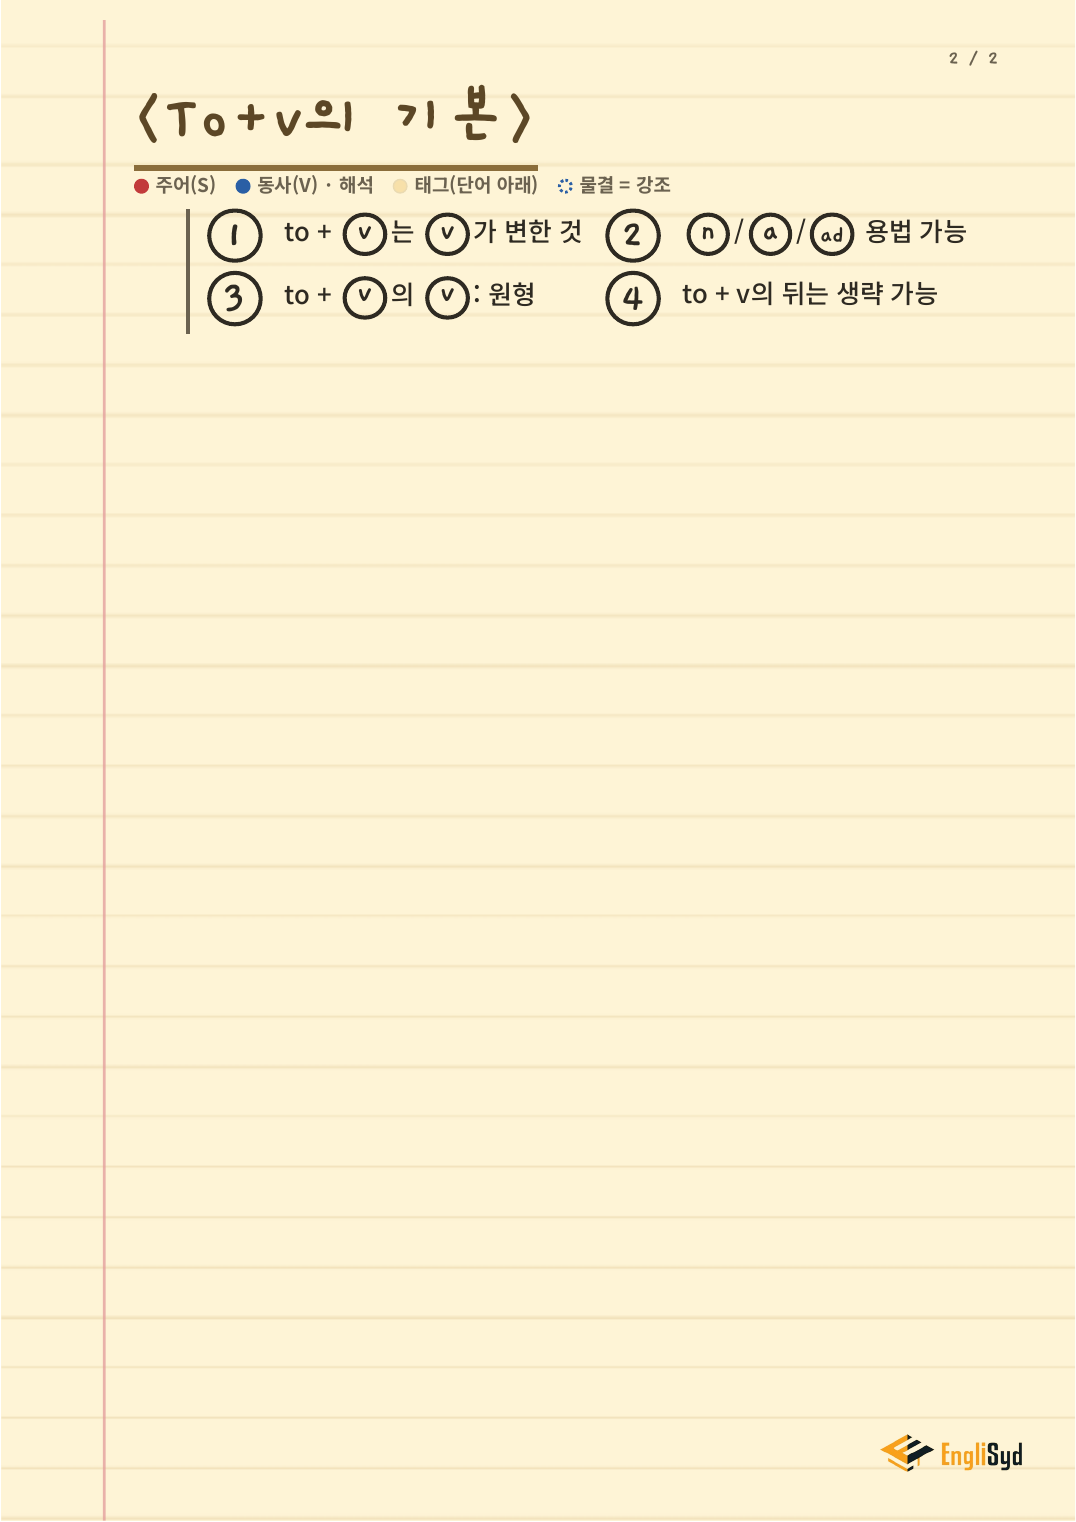 2 / 2
<To+v의 기본>
주어(S) 동사(V) · 해석 태그(단어 아래) 물결 = 강조
1 to + v는 v가 변한 것 2 n/a/ad 용법 가능
3 to + v의 v: 원형 4 to + v의 뒤는 생략 가능
EngliSyd